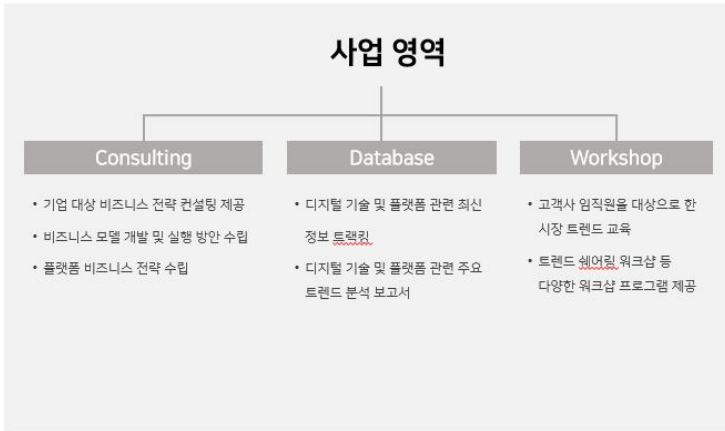 사업 영역
Consulting
• 기업 대상 비즈니스 전략 컨설팅 제공
• 비즈니스 모델 개발 및 실행 방안 수립
• 플랫폼 비즈니스 전략 수립
Database
• 디지털 기술 및 플랫폼 관련 최신
정보 트랙킹
• 디지털 기술 및 플랫폼 관련 주요
트렌드 분석 보고서
Workshop
• 고객사 임직원을 대상으로 한
시장 트렌드 교육
• 트렌드 쉐어링 워크샵 등
다양한 워크샵 프로그램 제공